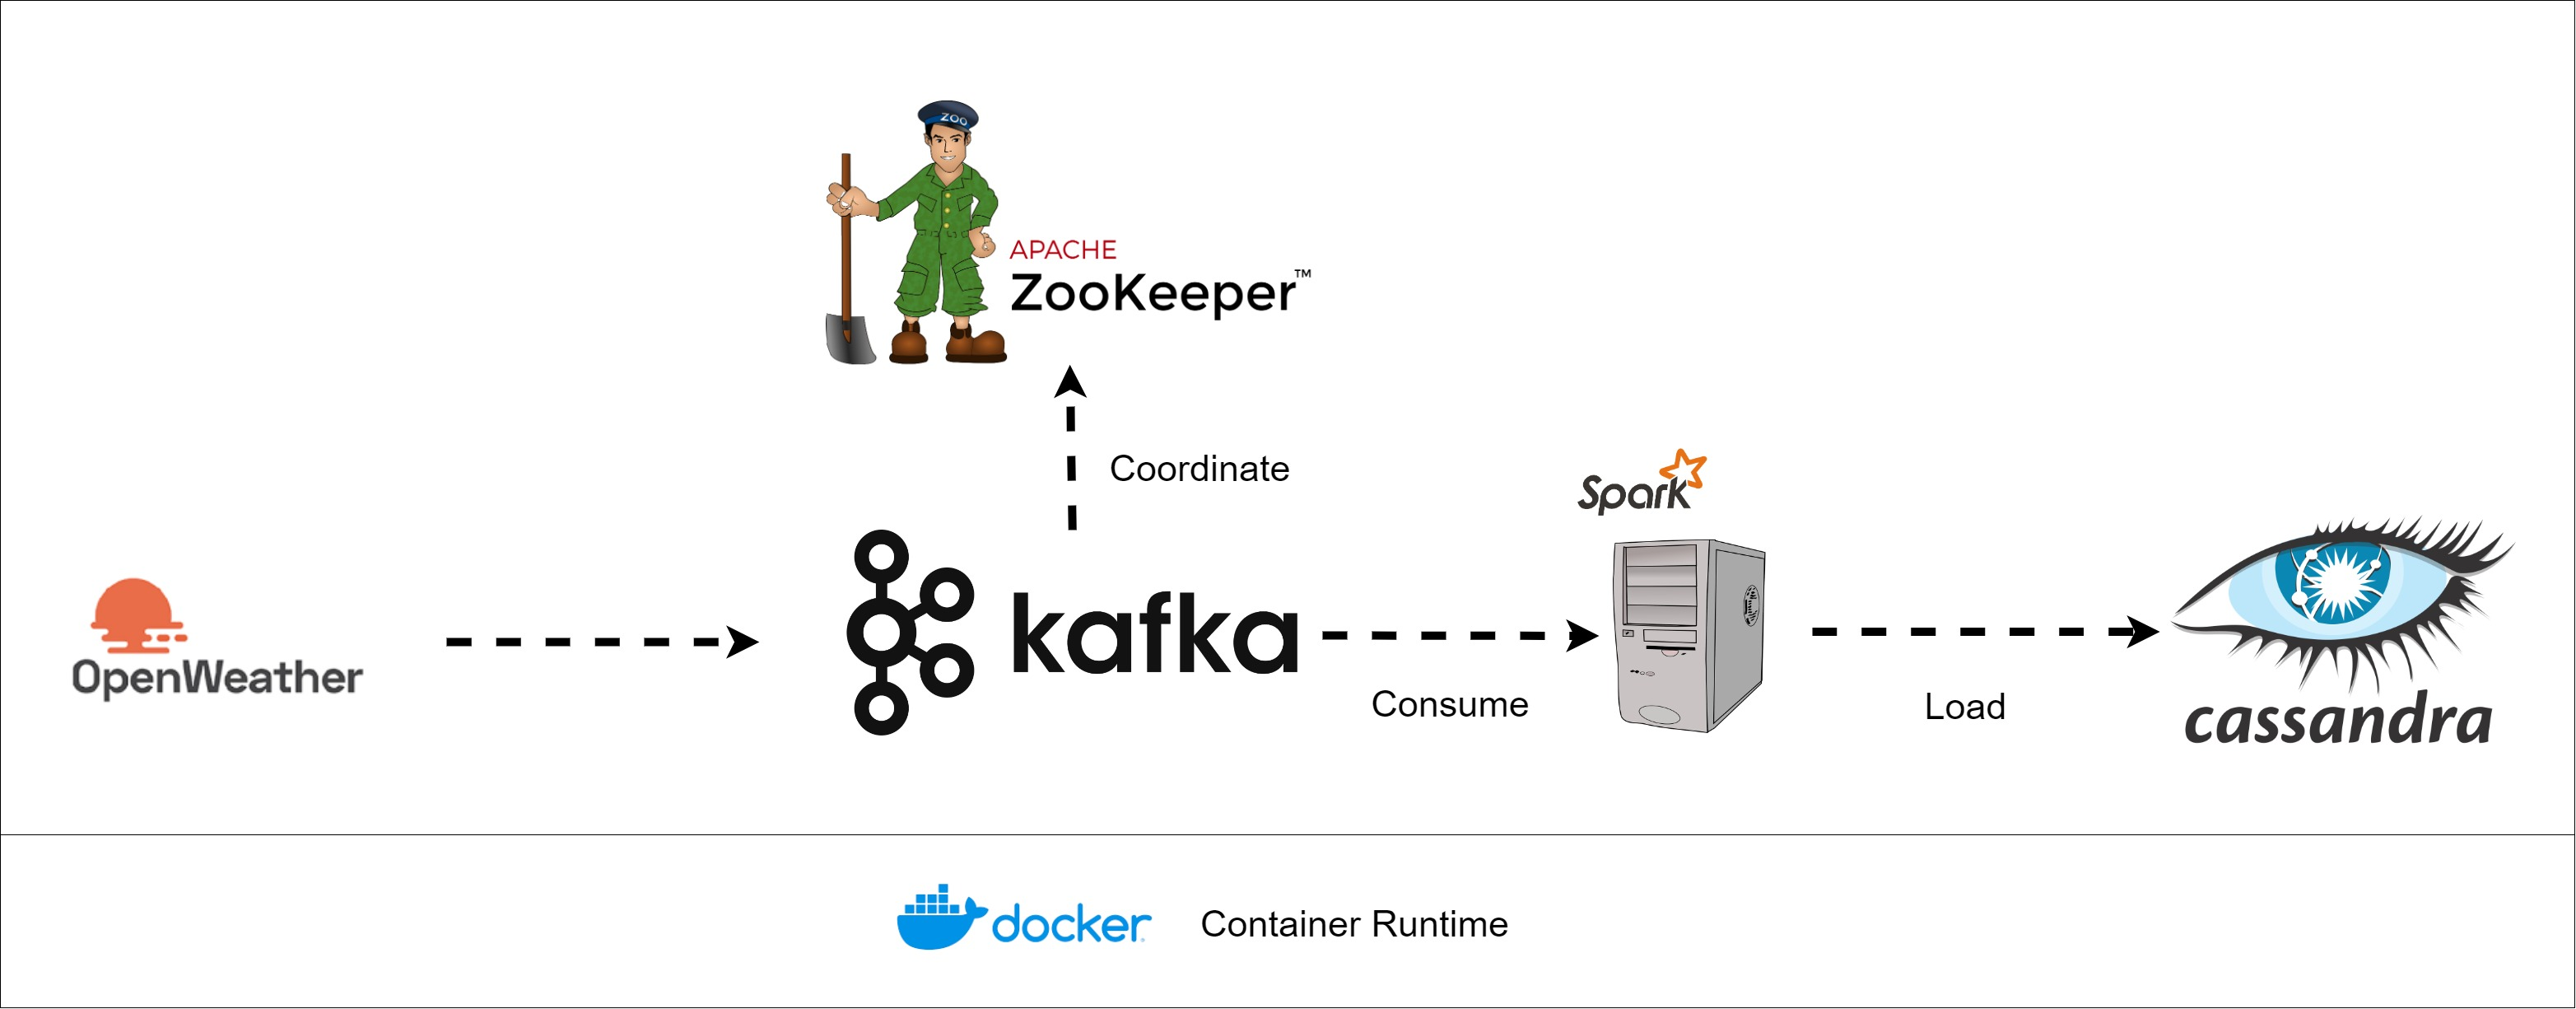 ZOO
APACHE
ZooKeeper™
Coordinate
Spark
OpenWeather
kafka
Consume
Load
cassandra
docker
Container Runtime